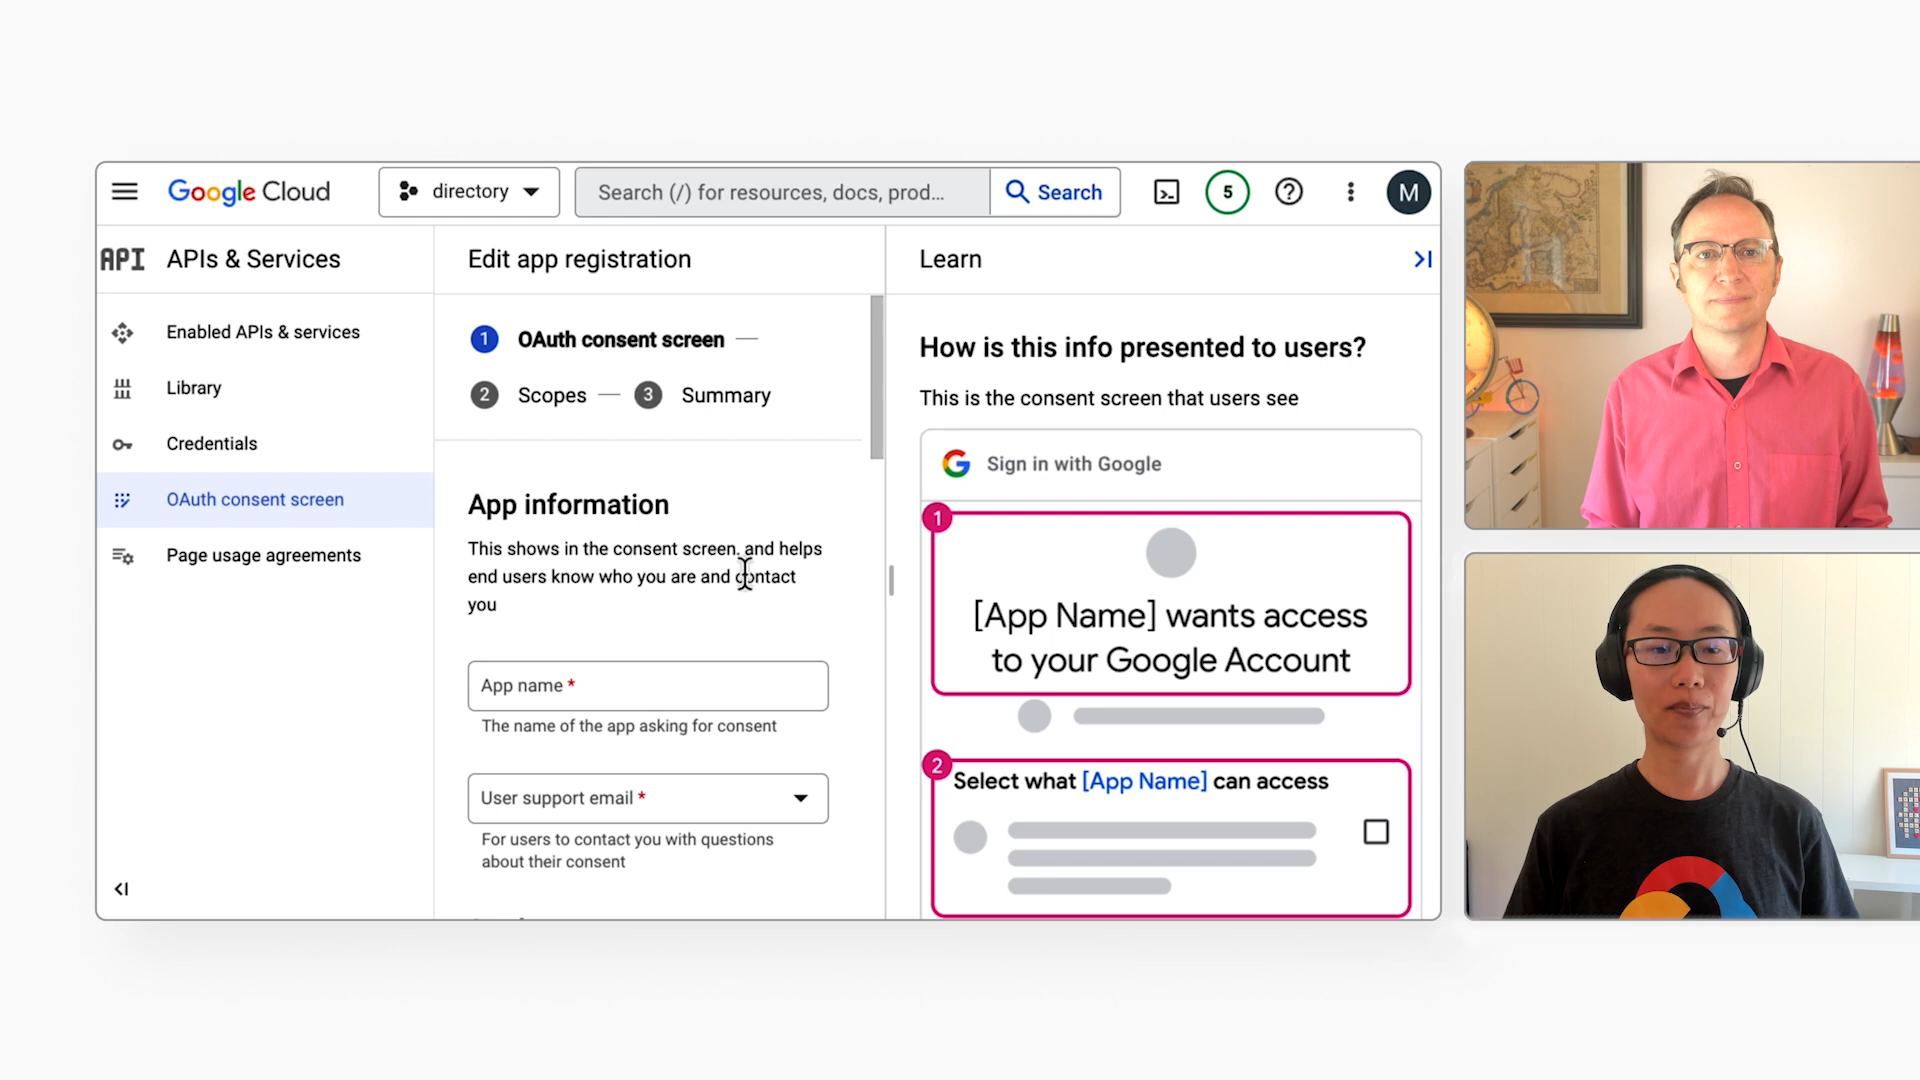 Google Cloud
directory
Search (/) for resources, docs, prod...
Search
5
M
API
APIs & Services
Enabled APIs & services
Library
Credentials
OAuth consent screen
Page usage agreements
Edit app registration
1 OAuth consent screen
2 Scopes
3 Summary
App information
This shows in the consent screen. and helps
end users know who you are and contact
you
App name *
The name of the app asking for consent
User support email *
For users to contact you with questions
about their consent
Learn
How is this info presented to users?
This is the consent screen that users see
Sign in with Google
1
[App Name] wants access
to your Google Account
2
Select what [App Name] can access